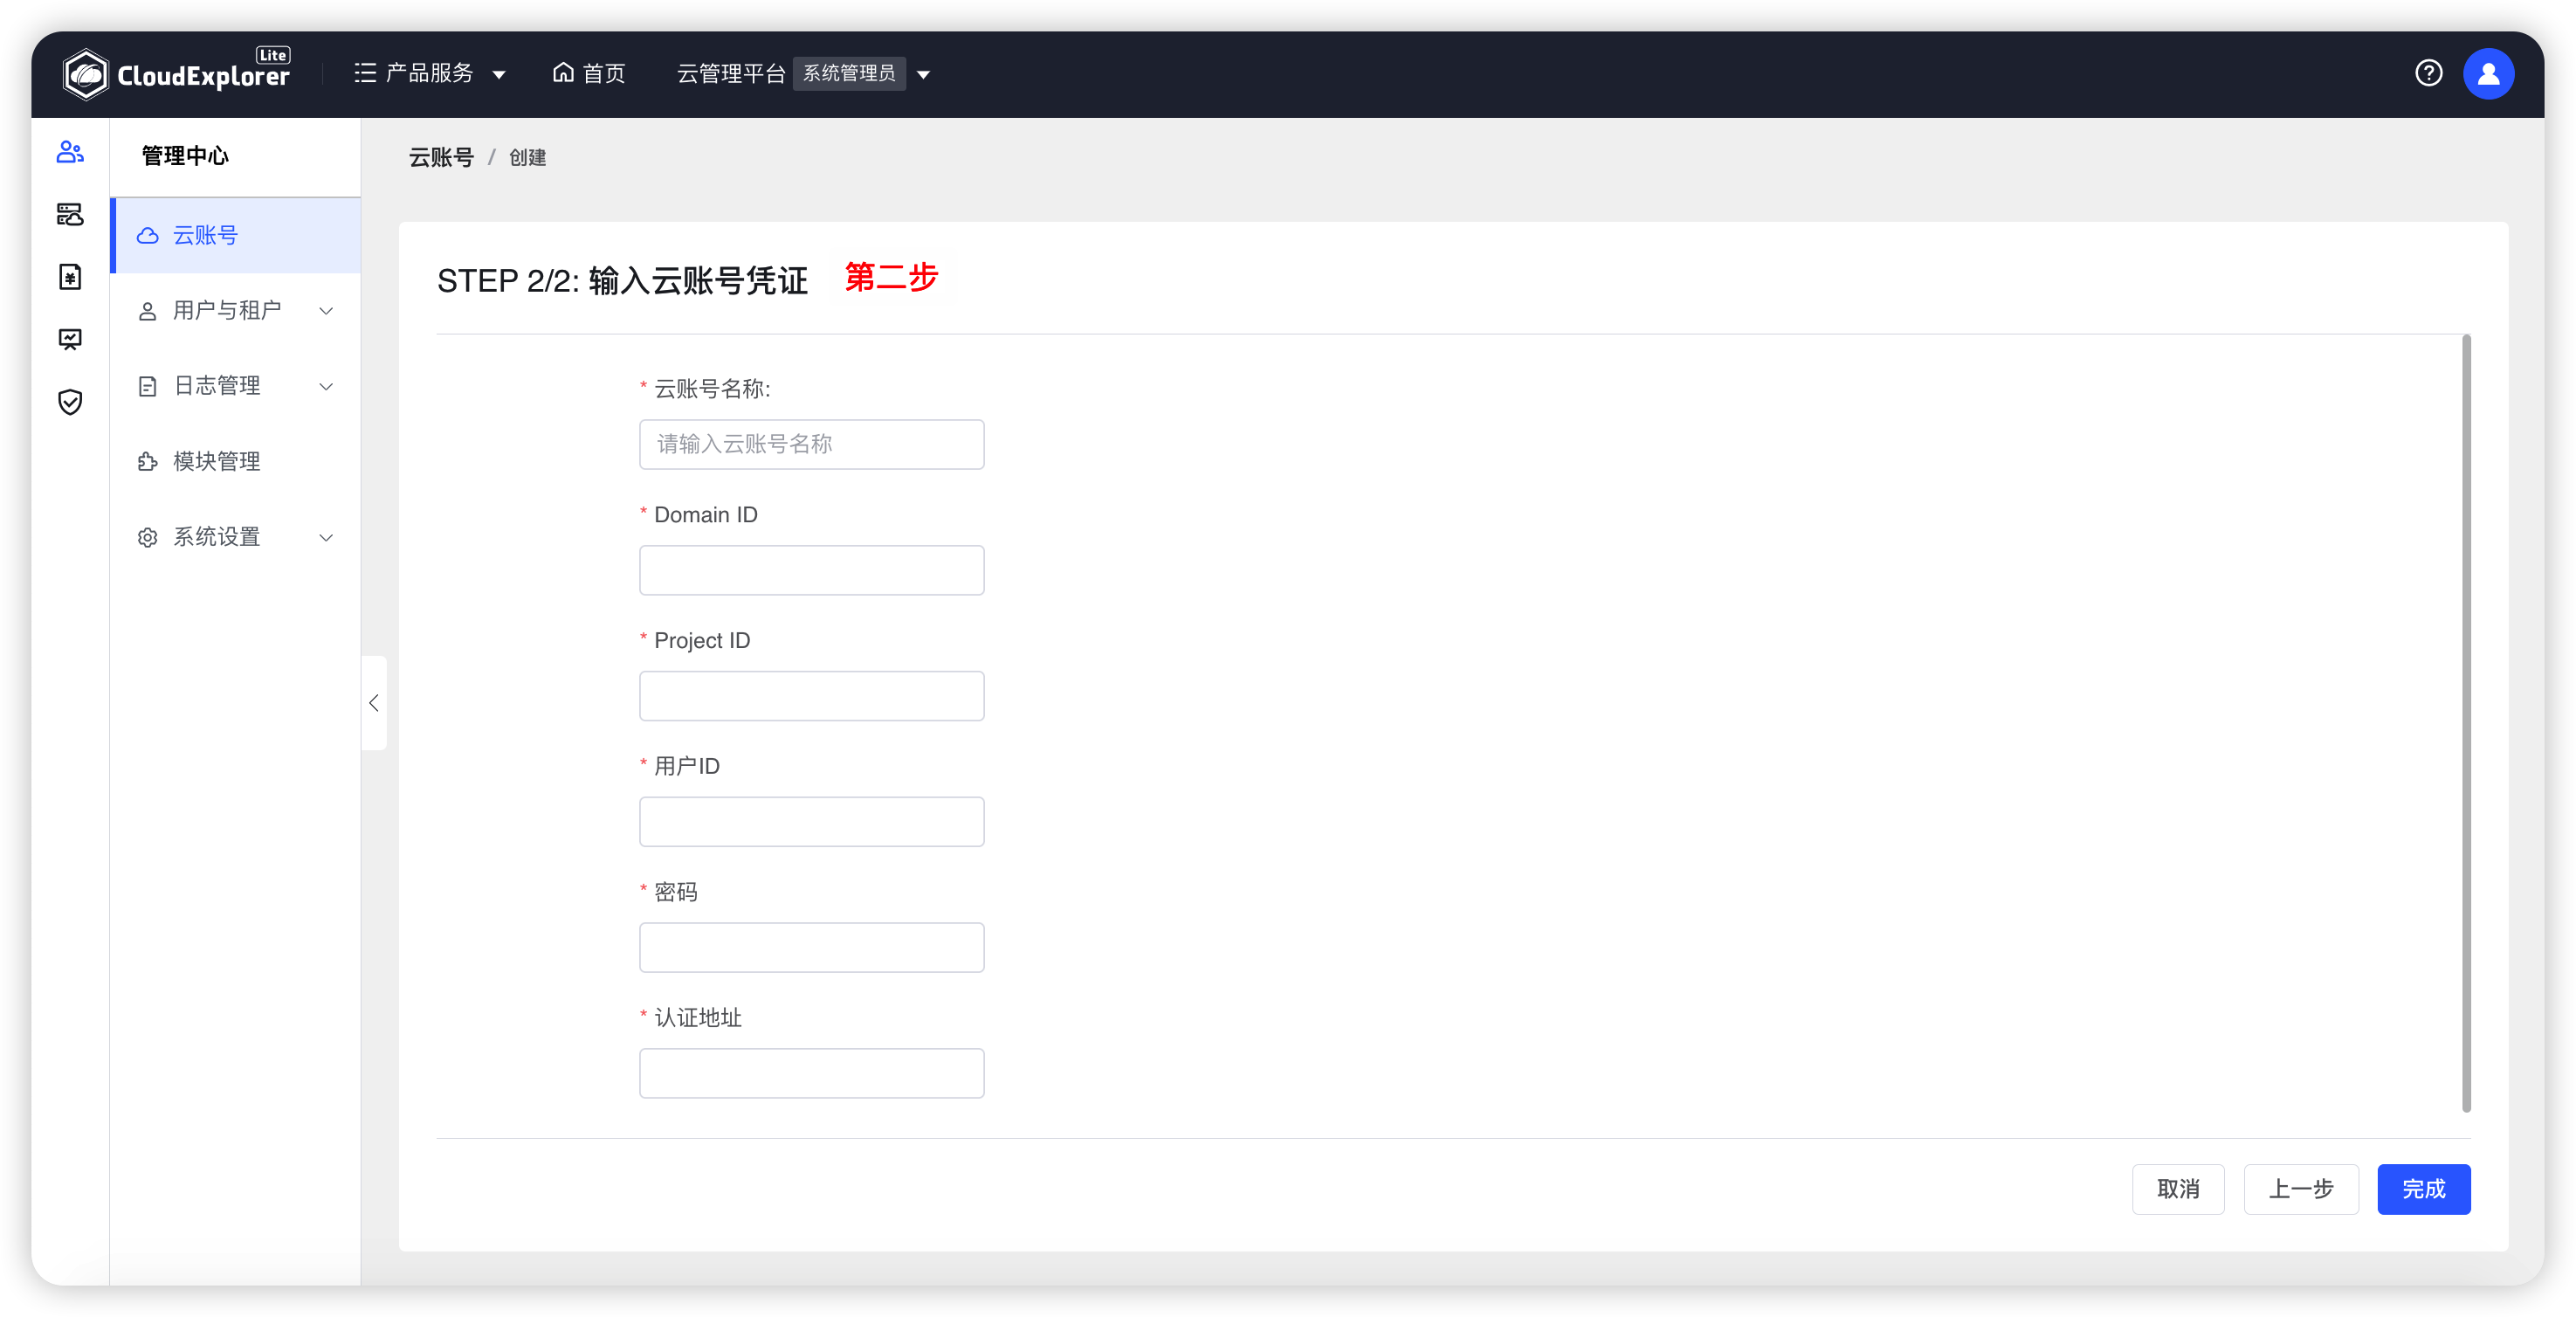 CloudExplorer Lite 产品服务 首页 云管理平台 系统管理员
管理中心
云账号
用户与租户
日志管理
模块管理
系统设置
云账号 / 创建
STEP 2/2: 输入云账号凭证 第二步
* 云账号名称:
请输入云账号名称
* Domain ID
* Project ID
* 用户ID
* 密码
* 认证地址
取消 上一步 完成